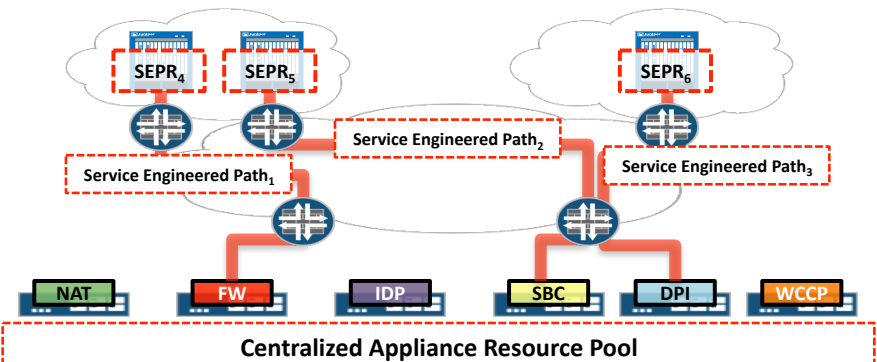 SEPR4
SEPR5
SEPR6
Service Engineered Path2
Service Engineered Path1
Service Engineered Path3
NAT
FW
IDP
SBC
DPI
WCCP
Centralized Appliance Resource Pool